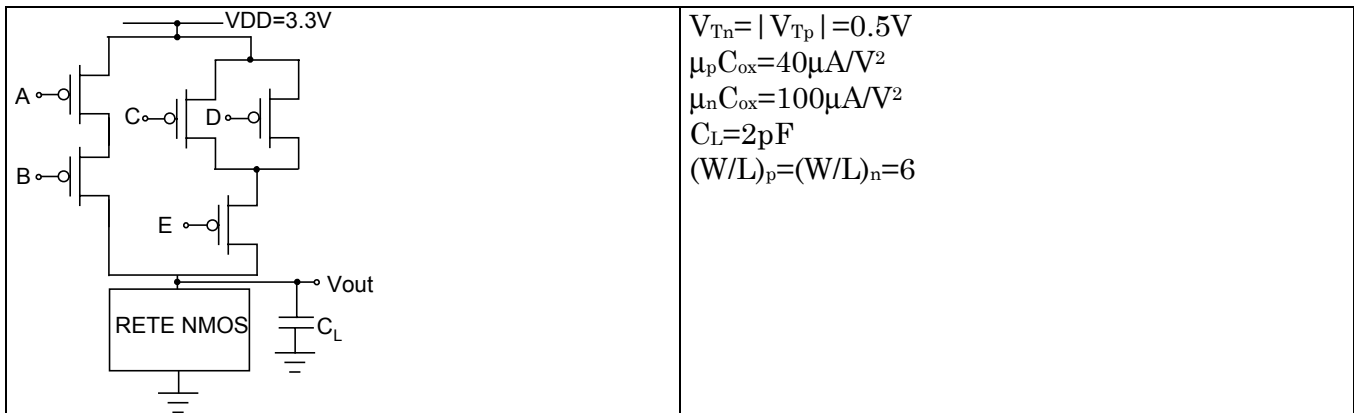 VDD=3.3V
A
C
D
B
E
Vout
RETE NMOS
CL
VTn=|VTp|=0.5V
μpCox=40μA/V²
μnCox=100μA/V²
CL=2pF
(W/L)p=(W/L)n=6